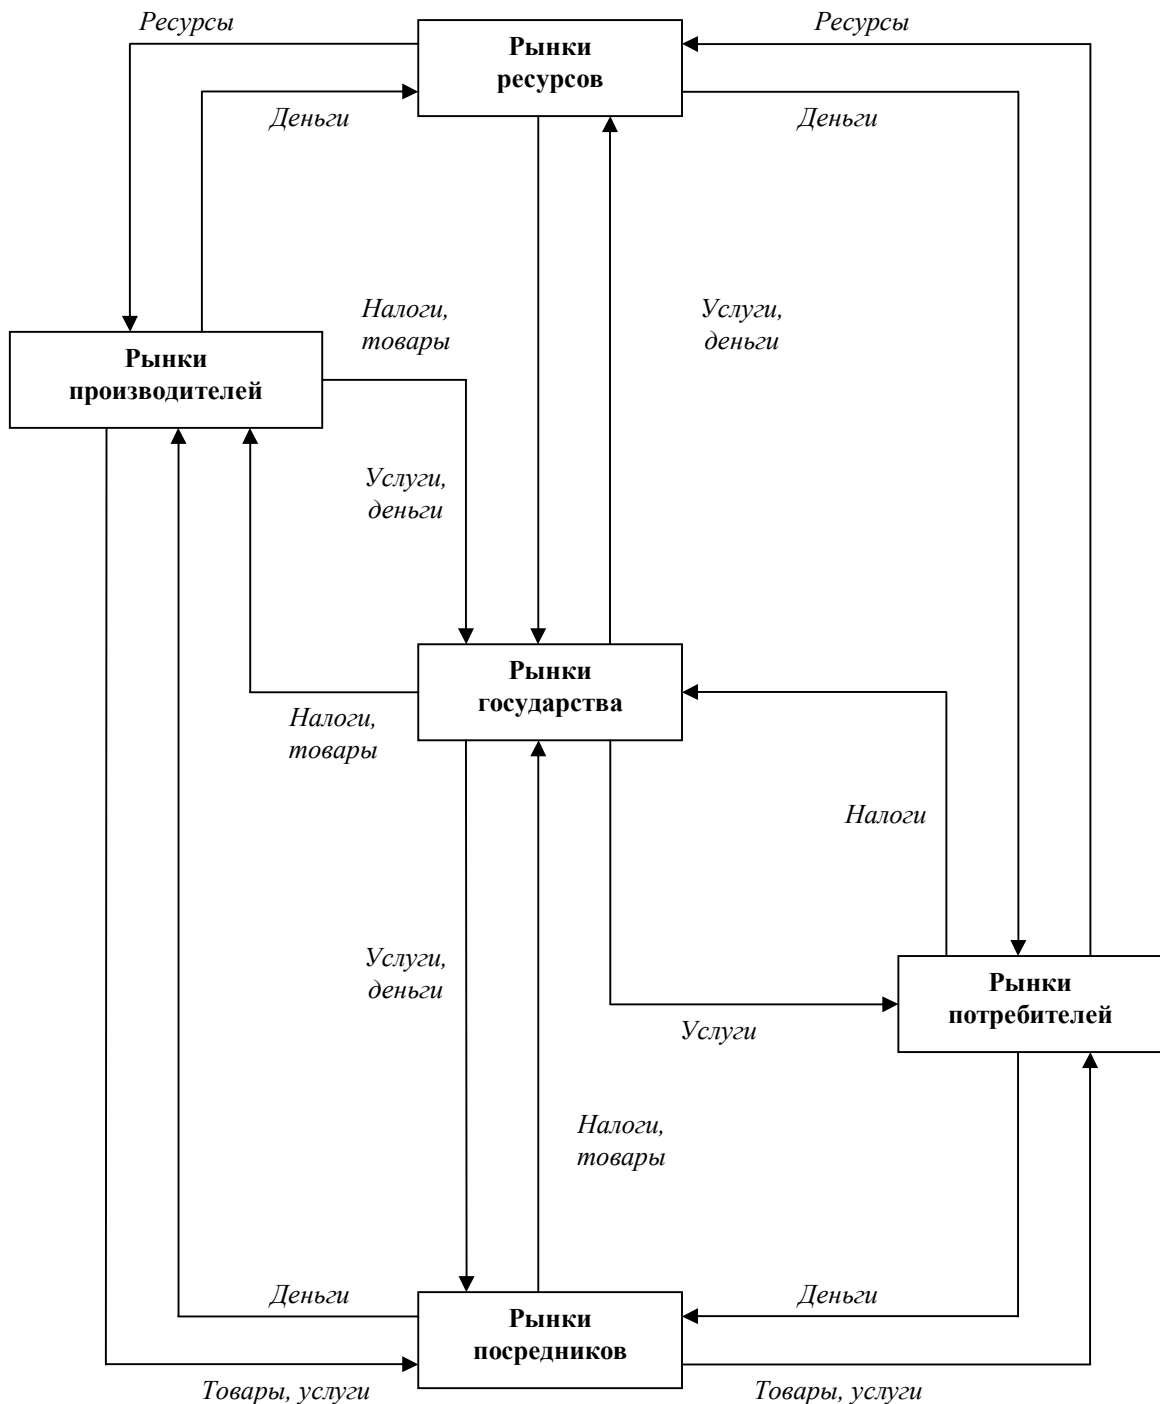 Ресурсы
Рынки
ресурсов
Ресурсы
Деньги
Деньги
Налоги,
товары
Услуги,
деньги
Рынки
производителей
Услуги,
деньги
Рынки
государства
Налоги,
товары
Налоги
Услуги,
деньги
Рынки
потребителей
Услуги
Налоги,
товары
Деньги
Деньги
Рынки
посредников
Товары, услуги
Товары, услуги